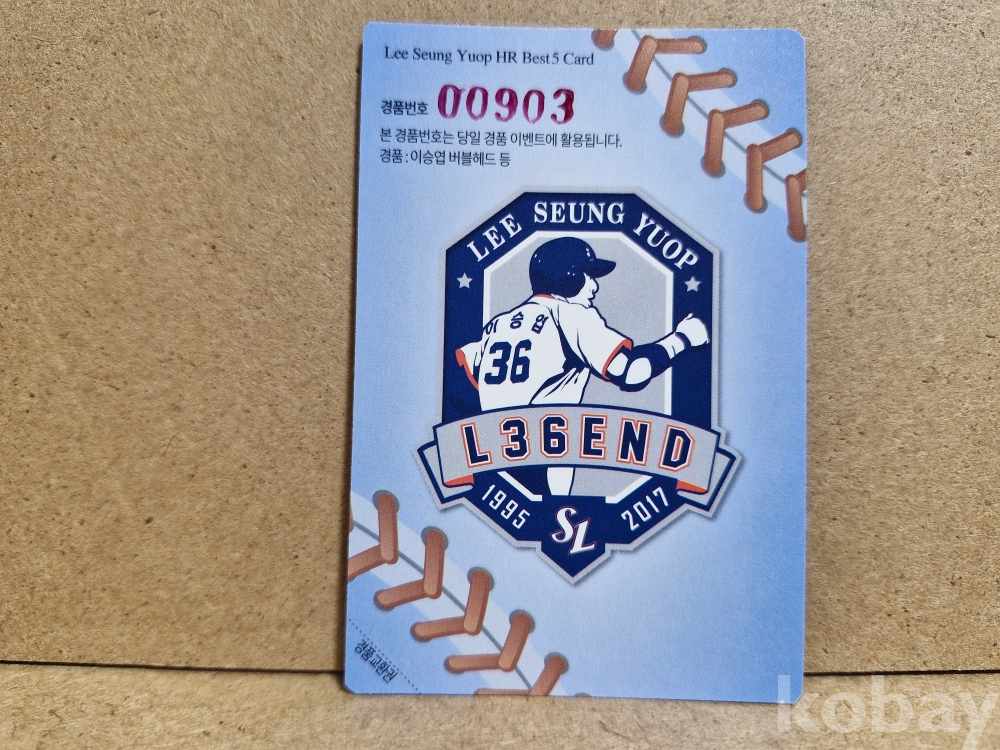 Lee Seung Yuop HR Best5 Card
경품번호 00903
본 경품번호는 당일 경품 이벤트에 활용됩니다.
경품 : 이승엽 버블헤드 등
LEE SEUNG YUOP
이승엽
36
L36END
1995 SL 2017
경품교환권
kobay